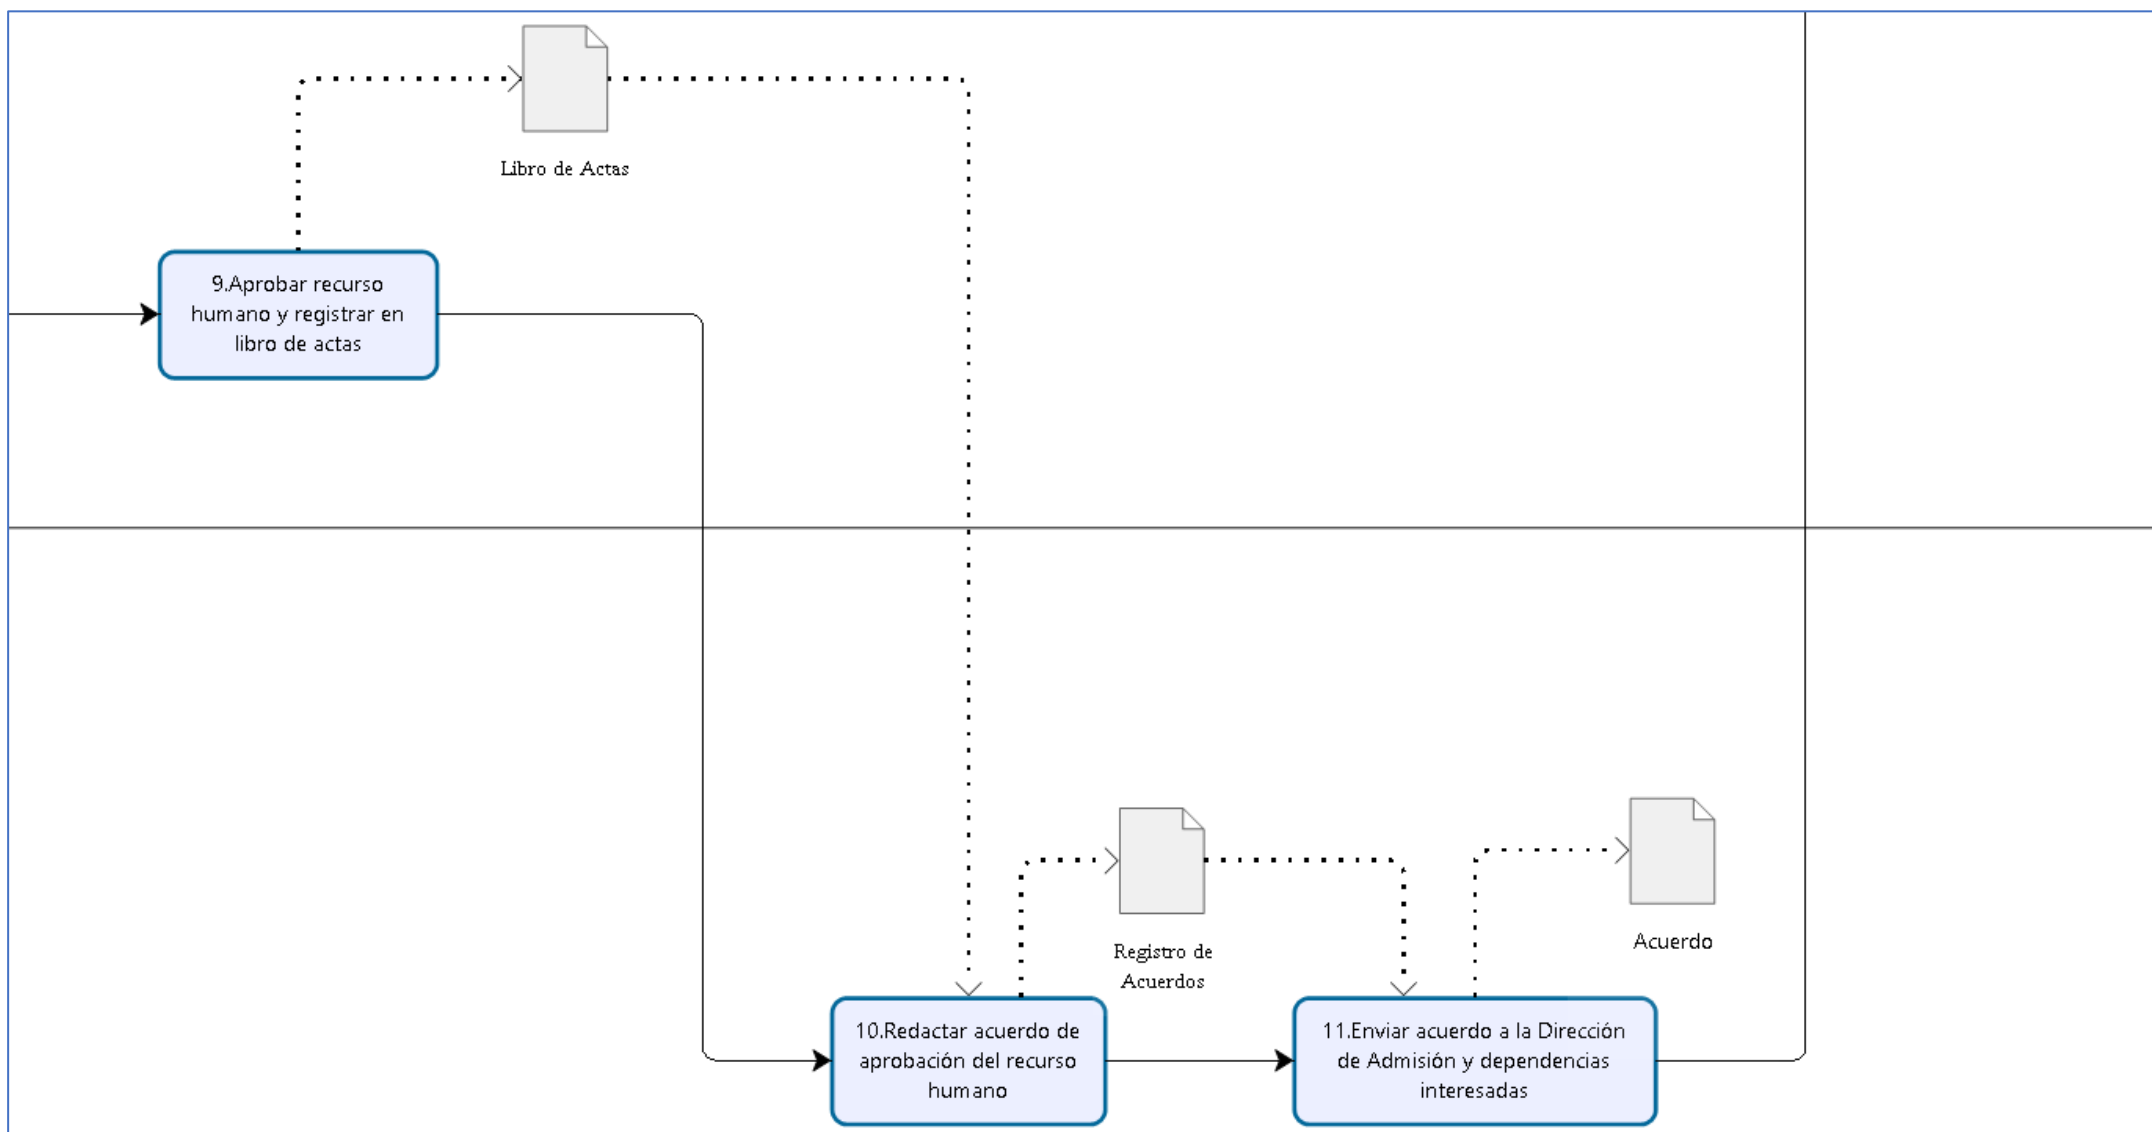 Libro de Actas
9.Aprobar recurso
humano y registrar en
libro de actas
Registro de
Acuerdos
Acuerdo
10.Redactar acuerdo de
aprobación del recurso
humano
11.Enviar acuerdo a la Dirección
de Admisión y dependencias
interesadas